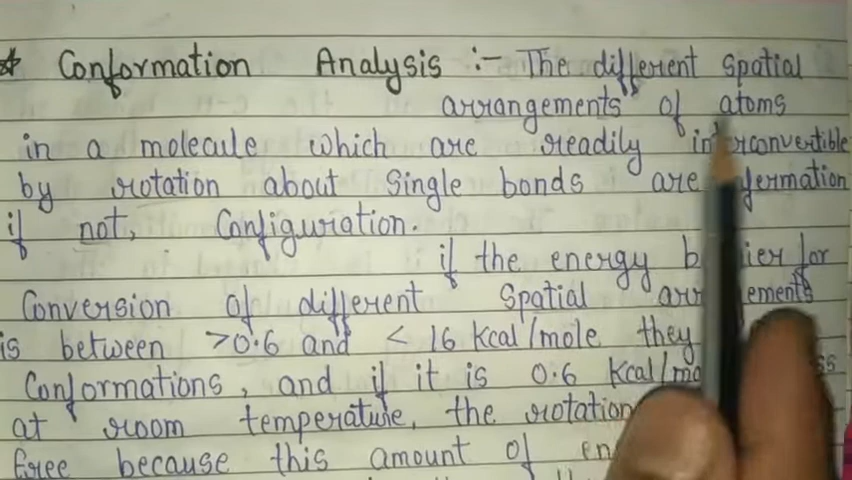 * Conformation Analysis :- The different spatial
arrangements of atoms
in a molecule which are readily interconvertible
by rotation about single bonds are
if not, Configuration.
if the energy for
Conversion of different spatial
is between >0.6 and < 16 kcal/mole they
Conformations, and if it is 0.6
at room temperature, the rotation
free because this amount of